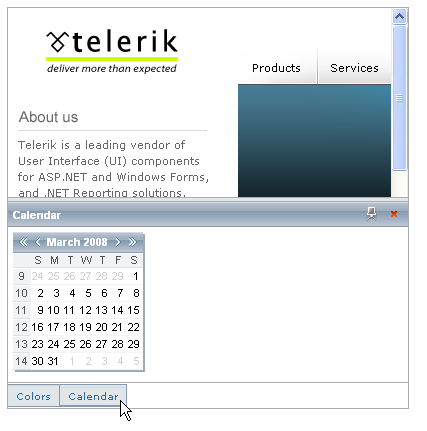 telerik
deliver more than expected
Products Services
About us
Telerik is a leading vendor of
User Interface (UI) components
for ASP.NET and Windows Forms,
and .NET Reporting solutions.
Calendar
« ‹ March 2008 › »
S M T W T F S
9 24 25 26 27 28 29 1
10 2 3 4 5 6 7 8
11 9 10 11 12 13 14 15
12 16 17 18 19 20 21 22
13 23 24 25 26 27 28 29
14 30 31 1 2 3 4 5
Colors Calendar